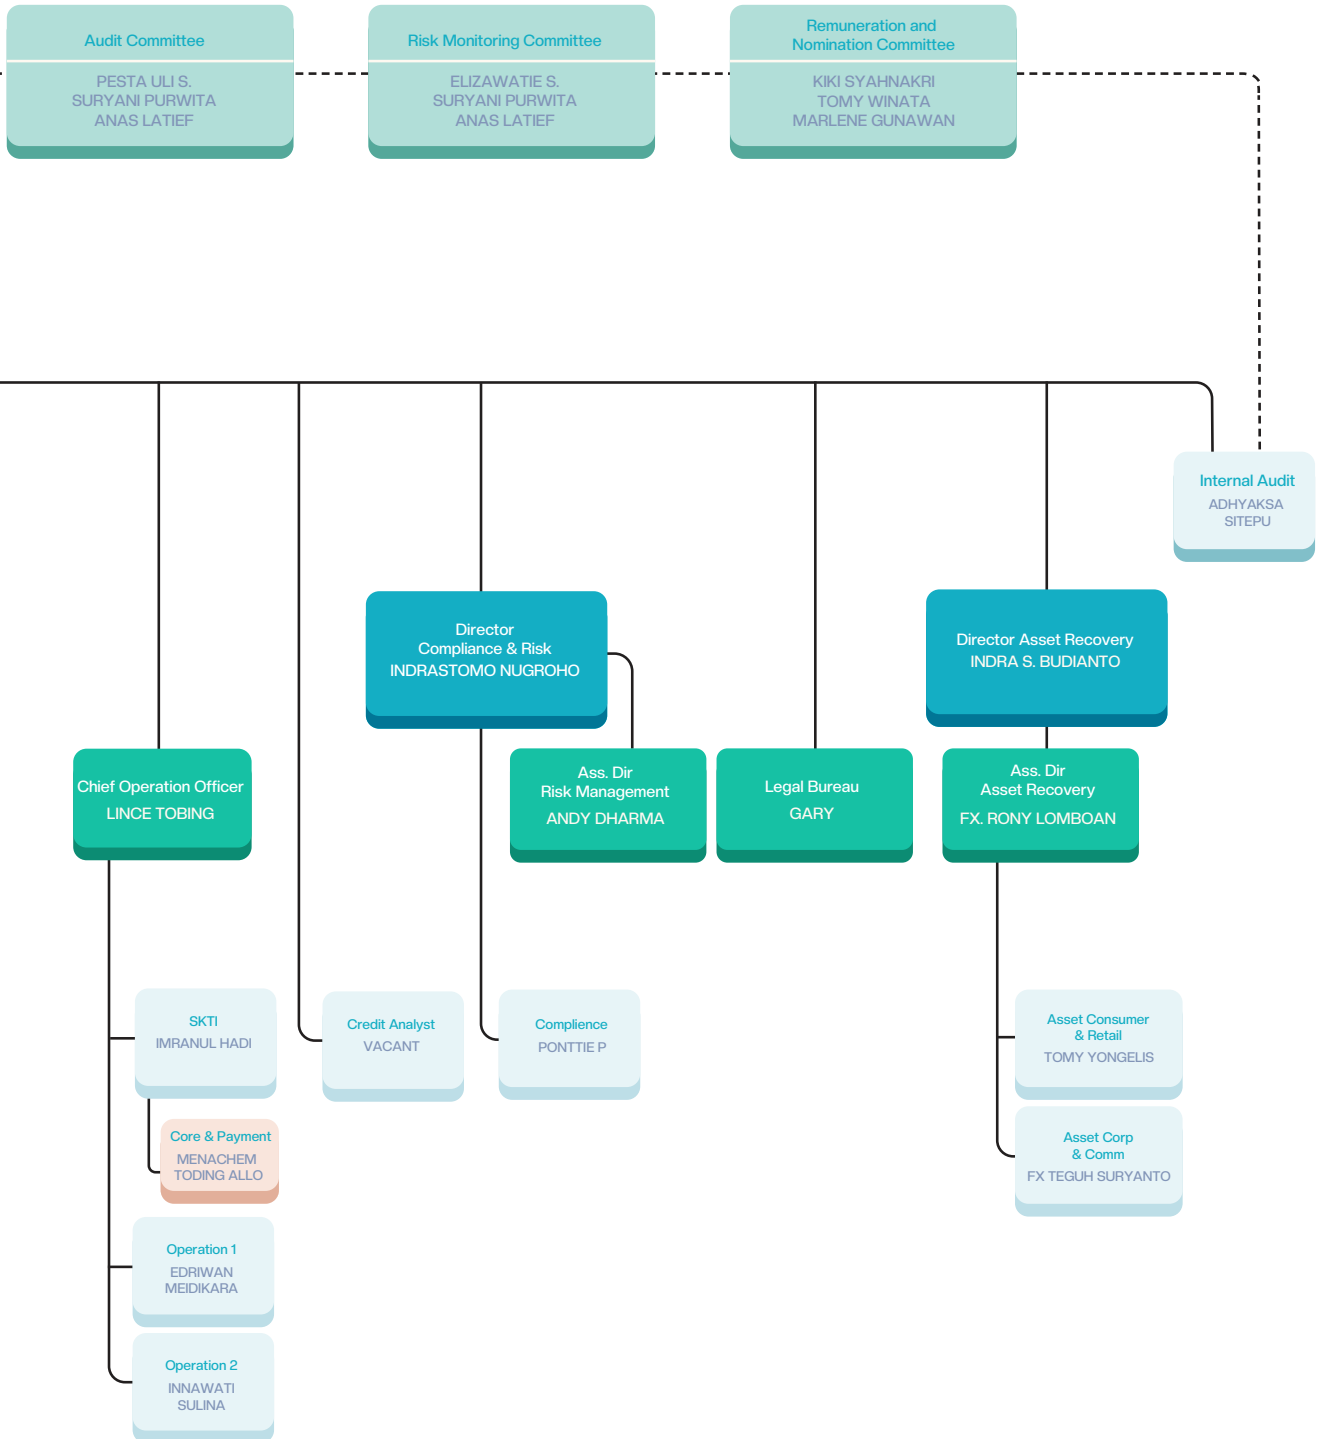 Audit Committee
PESTA ULI S.
SURYANI PURWITA
ANAS LATIEF
Risk Monitoring Committee
ELIZAWATIE S.
SURYANI PURWITA
ANAS LATIEF
Remuneration and
Nomination Committee
KIKI SYAHNAKRI
TOMY WINATA
MARLENE GUNAWAN
Internal Audit
ADHYAKSA
SITEPU
Director
Compliance & Risk
INDRASTOMO NUGROHO
Director Asset Recovery
INDRA S. BUDIANTO
Chief Operation Officer
LINCE TOBING
Ass. Dir
Risk Management
ANDY DHARMA
Legal Bureau
GARY
Ass. Dir
Asset Recovery
FX. RONY LOMBOAN
SKTI
IMRANUL HADI
Credit Analyst
VACANT
Complience
PONTTIE P
Asset Consumer
& Retail
TOMY YONGELIS
Core & Payment
MENACHEM
TODING ALLO
Asset Corp
& Comm
FX TEGUH SURYANTO
Operation 1
EDRIWAN
MEIDIKARA
Operation 2
INNAWATI
SULINA